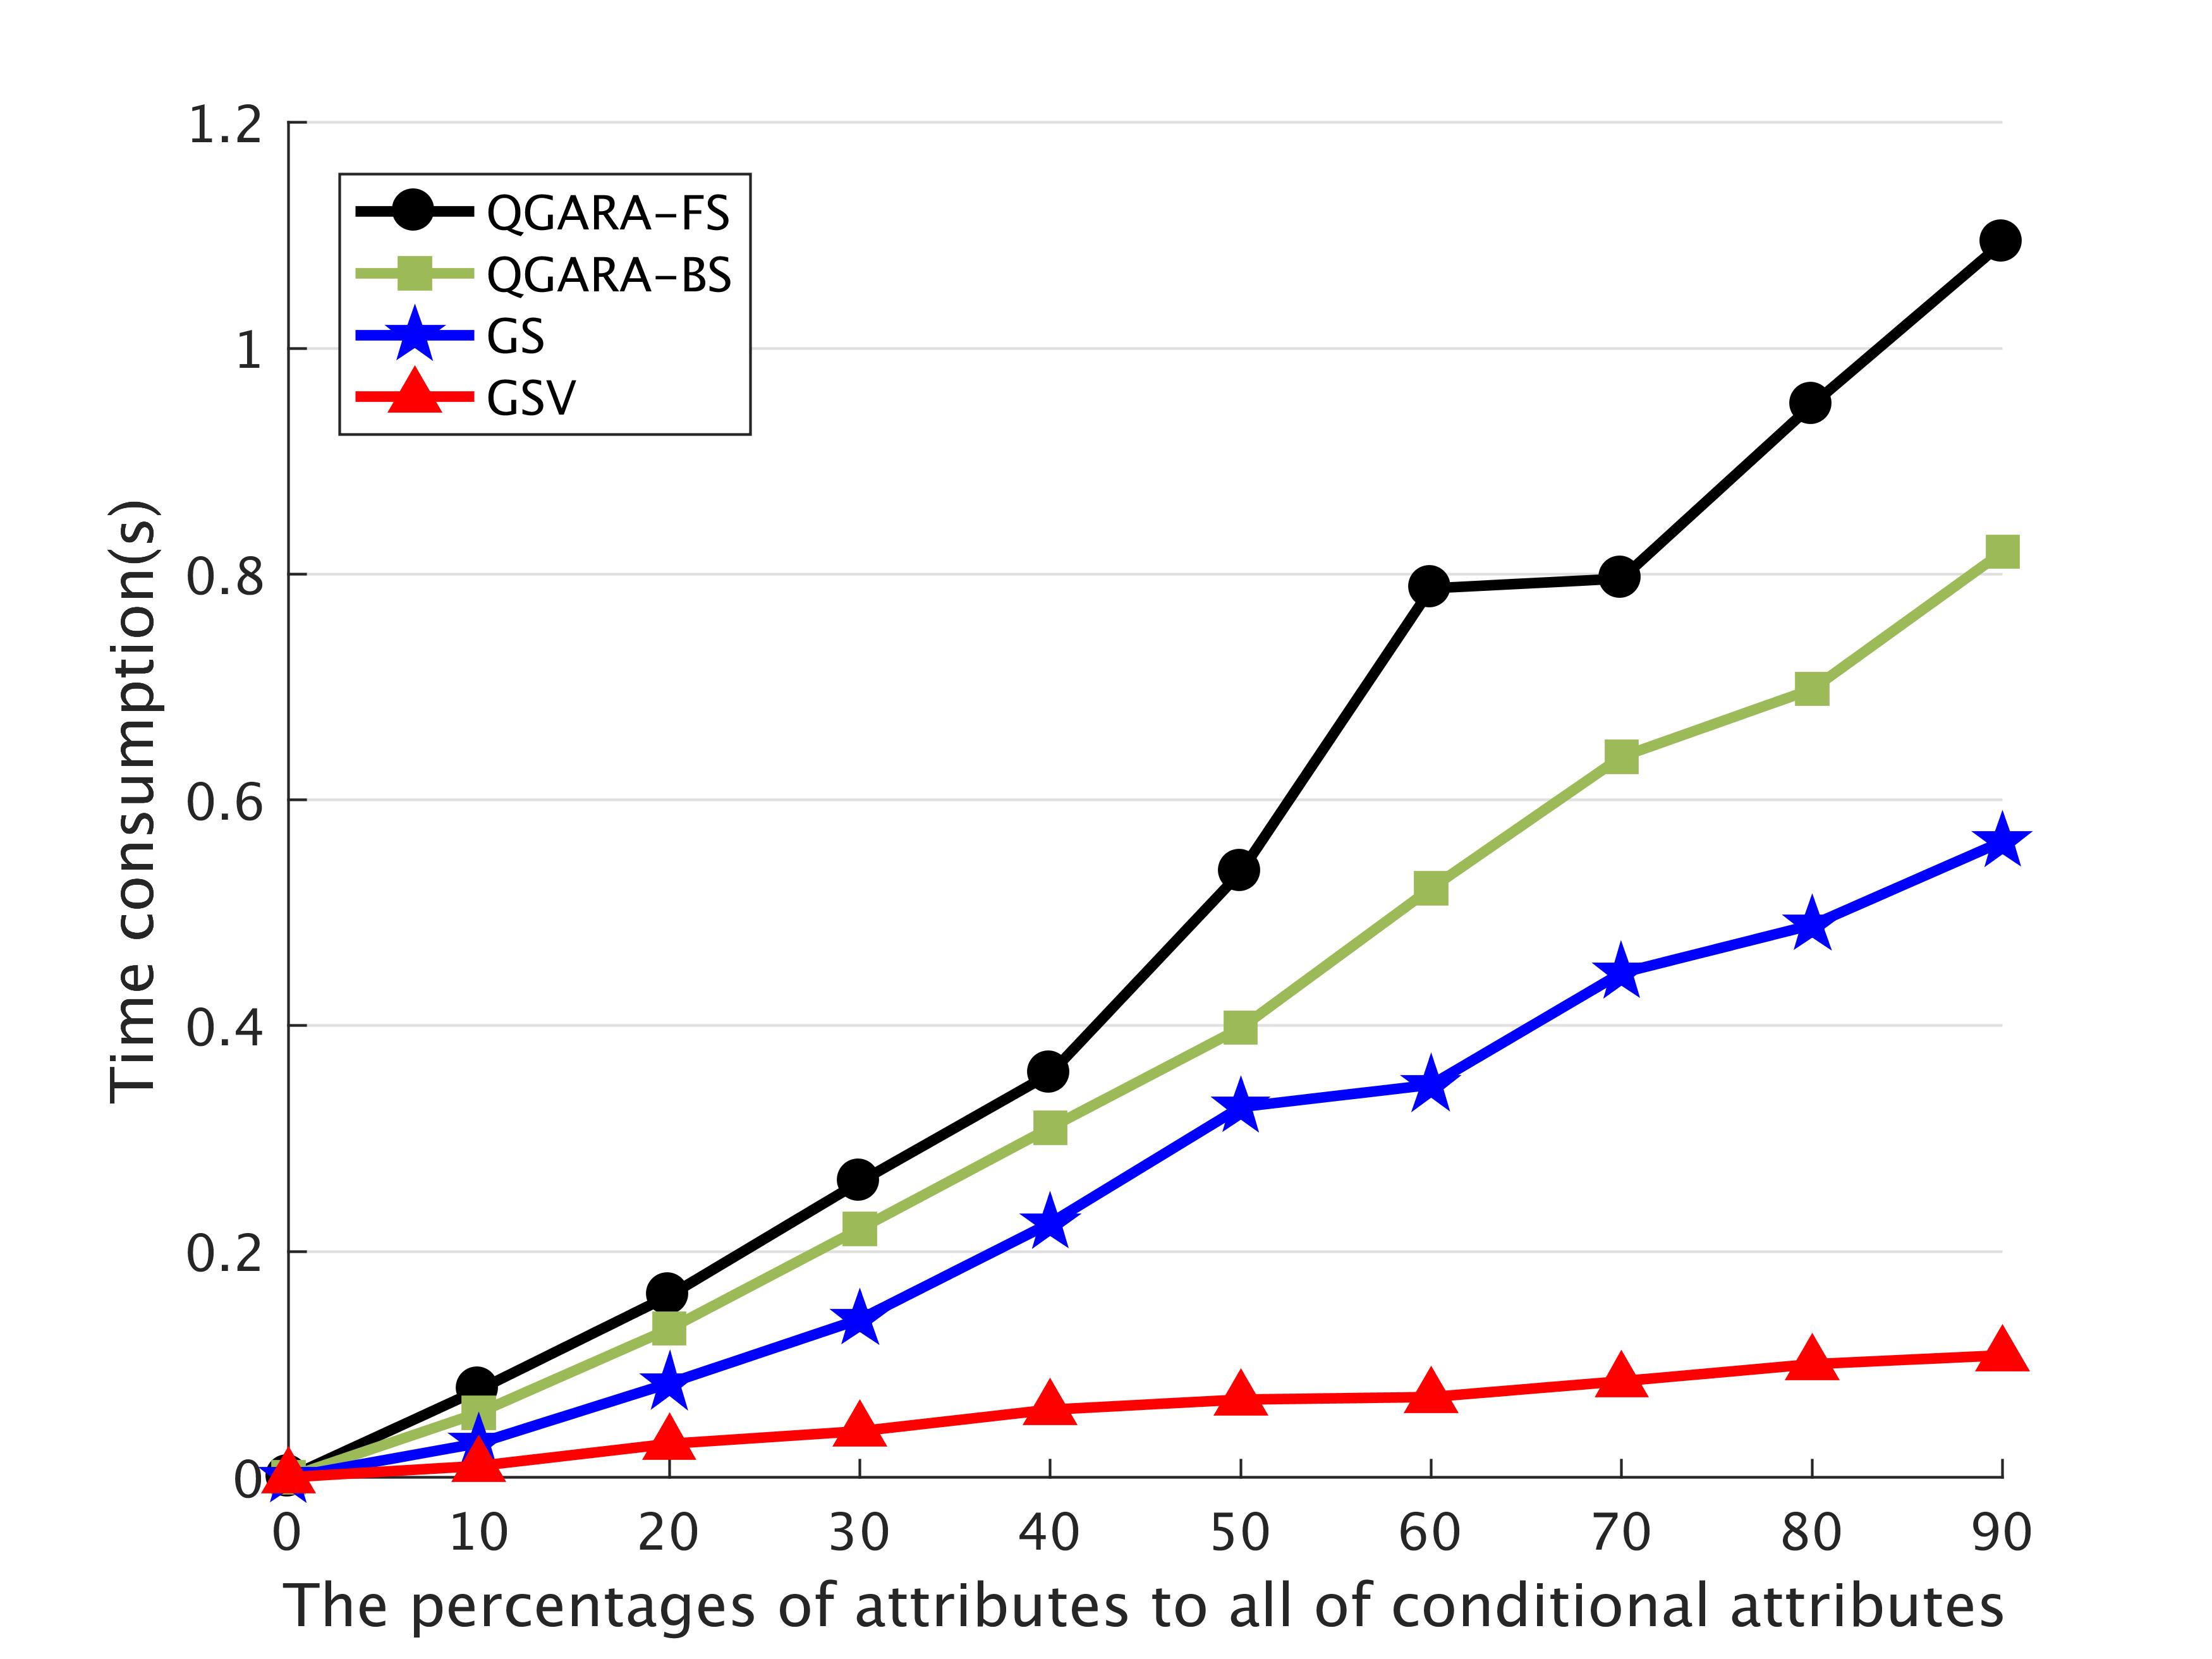 1.2
1
0.8
0.6
0.4
0.2
0
Time consumption(s)
QGARA-FS
QGARA-BS
GS
GSV
0 10 20 30 40 50 60 70 80 90
The percentages of attributes to all of conditional attributes